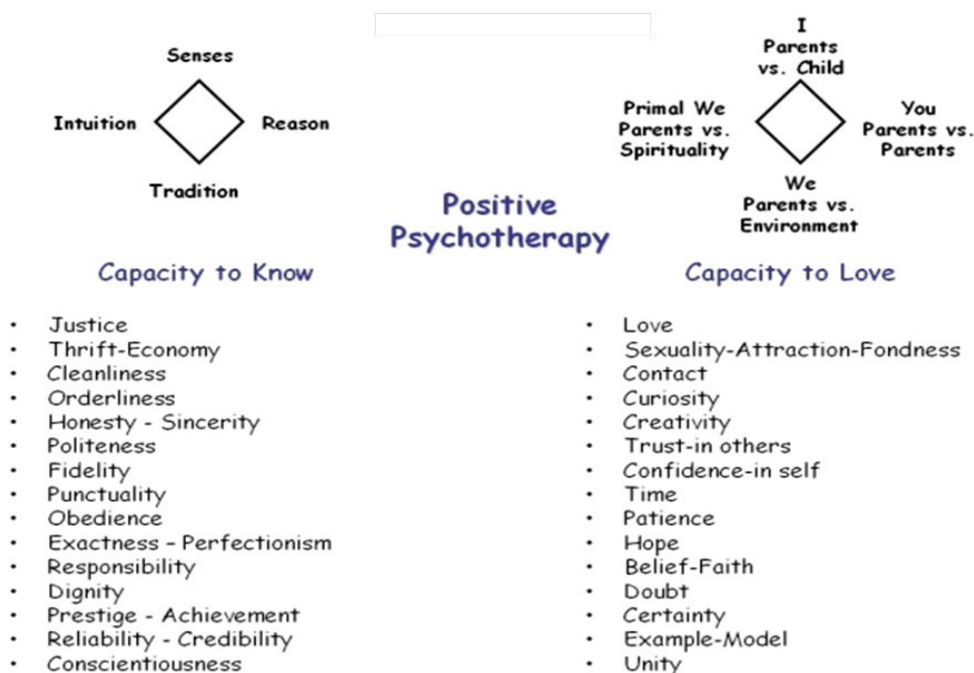 Senses
Intuition
Reason
Tradition
I
Parents
vs. Child
Primal We
Parents vs.
Spirituality
You
Parents vs.
Parents
We
Parents vs.
Environment
Positive
Psychotherapy
Capacity to Know
• Justice
• Thrift-Economy
• Cleanliness
• Orderliness
• Honesty - Sincerity
• Politeness
• Fidelity
• Punctuality
• Obedience
• Exactness – Perfectionism
• Responsibility
• Dignity
• Prestige - Achievement
• Reliability - Credibility
• Conscientiousness
Capacity to Love
• Love
• Sexuality-Attraction-Fondness
• Contact
• Curiosity
• Creativity
• Trust-in others
• Confidence-in self
• Time
• Patience
• Hope
• Belief-Faith
• Doubt
• Certainty
• Example-Model
• Unity